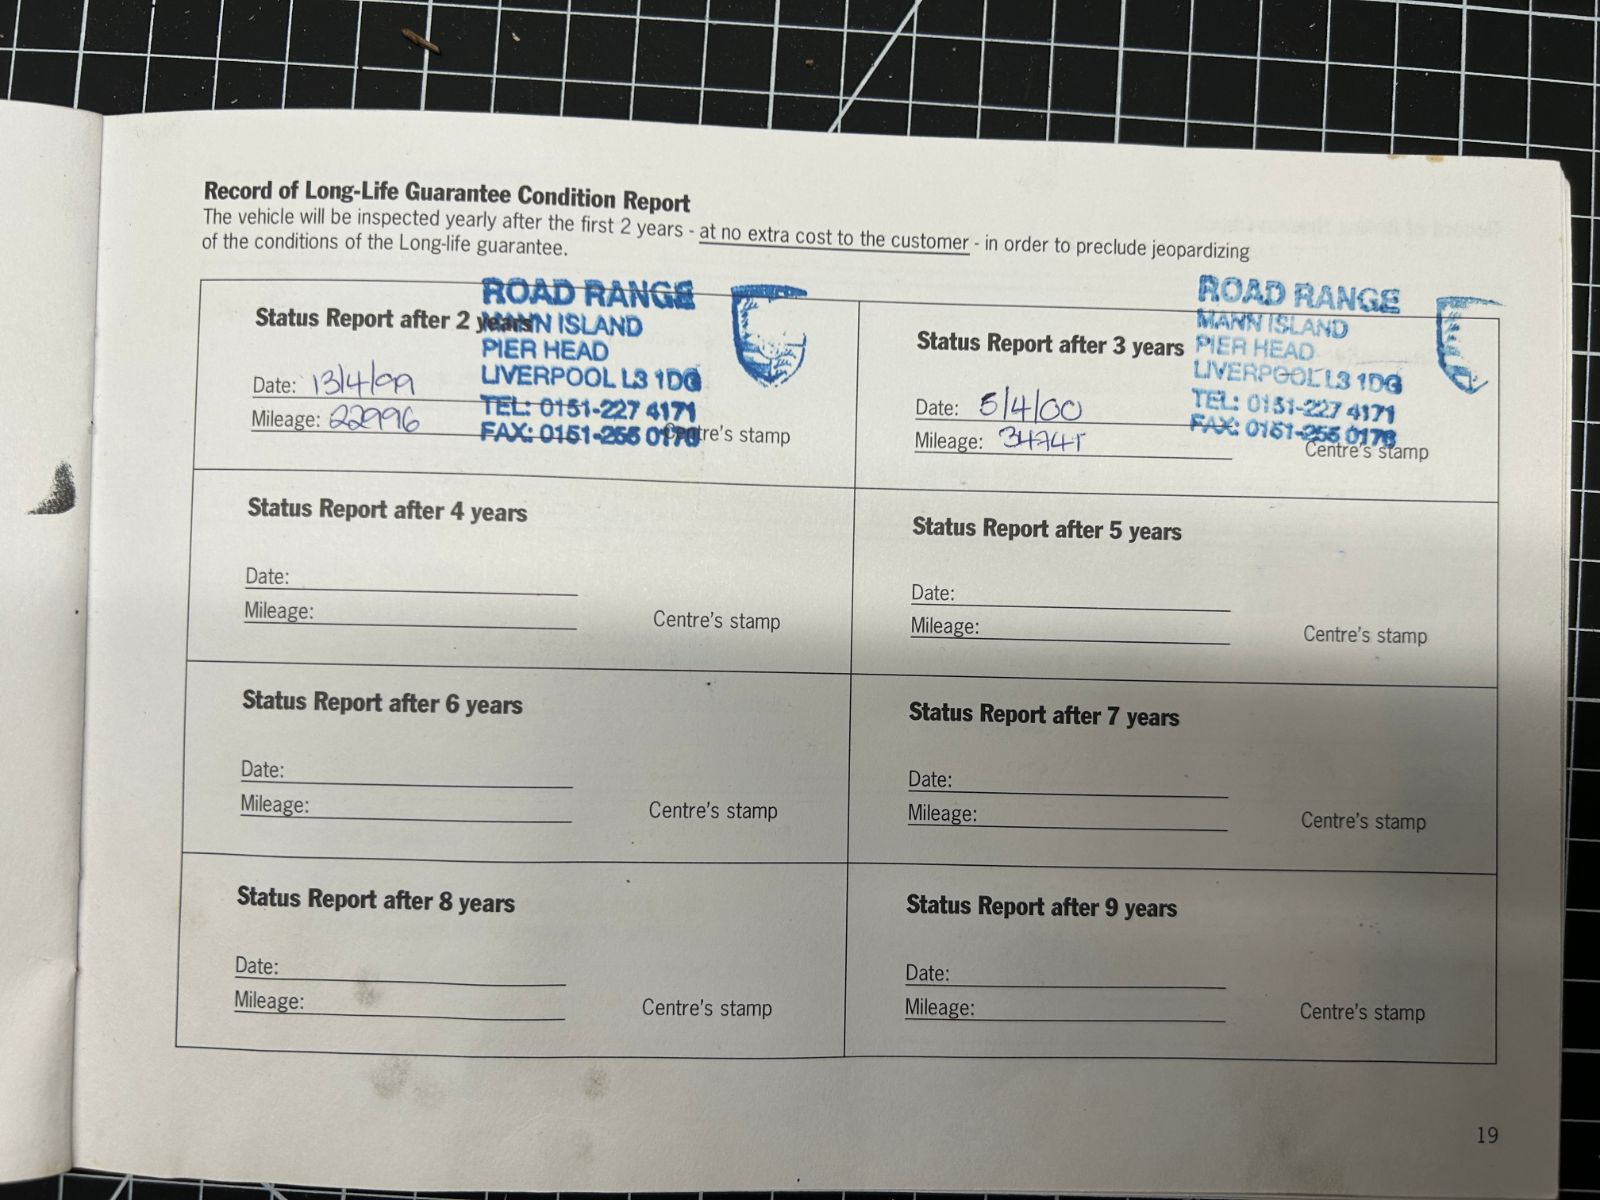 Record of Long-Life Guarantee Condition Report
The vehicle will be inspected yearly after the first 2 years - at no extra cost to the customer - in order to preclude jeopardizing
of the conditions of the Long-life guarantee.
Status Report after 2 years
ROAD RANGE
MANN ISLAND
PIER HEAD
LIVERPOOL L3 1DG
TEL: 0151-227 4171
FAX: 0151-255 0178
Date: 13/4/99
Mileage: 22996
Centre's stamp
Status Report after 3 years
ROAD RANGE
MANN ISLAND
PIER HEAD
LIVERPOOL L3 1DG
TEL: 0151-227 4171
FAX: 0151-255 0178
Date: 5/4/00
Mileage:
Centre's stamp
Status Report after 4 years
Date:
Mileage:
Centre's stamp
Status Report after 5 years
Date:
Mileage:
Centre's stamp
Status Report after 6 years
Date:
Mileage:
Centre's stamp
Status Report after 7 years
Date:
Mileage:
Centre's stamp
Status Report after 8 years
Date:
Mileage:
Centre's stamp
Status Report after 9 years
Date:
Mileage:
Centre's stamp
19